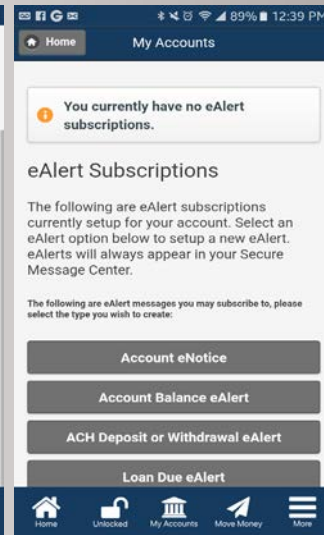 89% 12:39 PM
Home
My Accounts
You currently have no eAlert
subscriptions.
eAlert Subscriptions
The following are eAlert subscriptions
currently setup for your account. Select an
eAlert option below to setup a new eAlert.
eAlerts will always appear in your Secure
Message Center.
The following are eAlert messages you may subscribe to, please
select the type you wish to create:
Account eNotice
Account Balance eAlert
ACH Deposit or Withdrawal eAlert
Loan Due eAlert
Home Unlocked My Accounts Move Money More